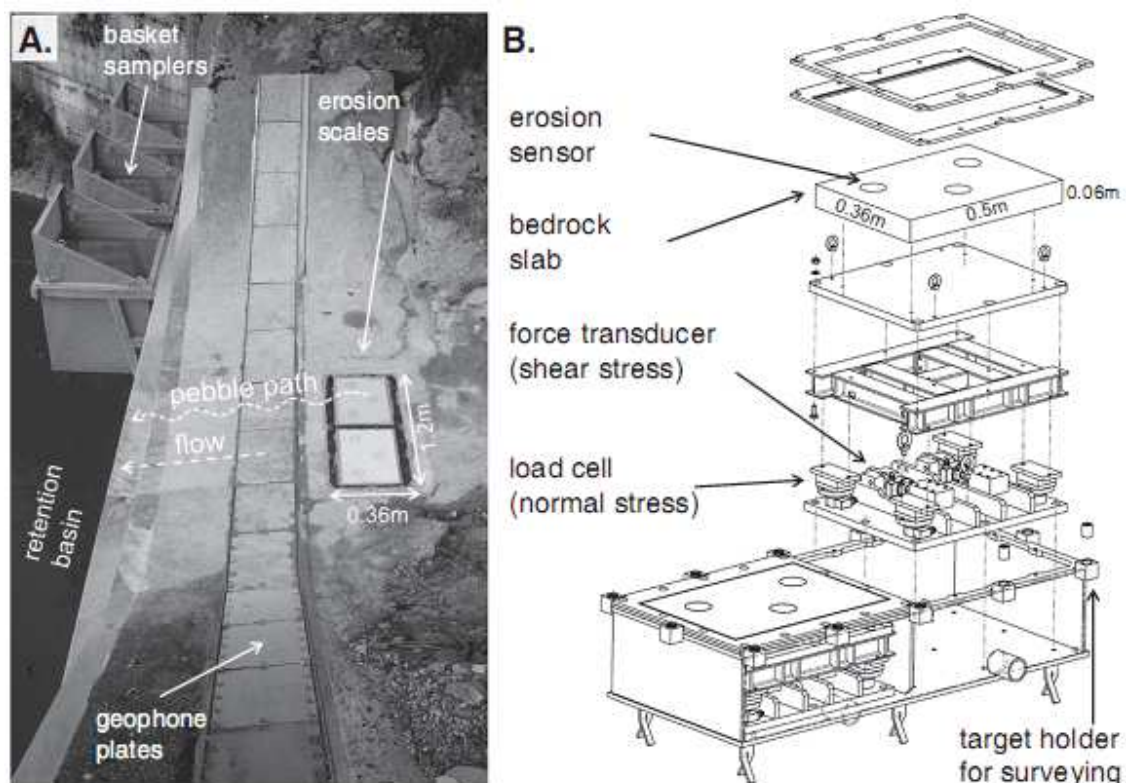 A.
basket
samplers
erosion
scales
pebble path
flow
1.2m
0.36m
retention
basin
geophone
plates
B.
erosion
sensor
bedrock
slab
0.36m
0.5m
0.06m
force transducer
(shear stress)
load cell
(normal stress)
target holder
for surveying